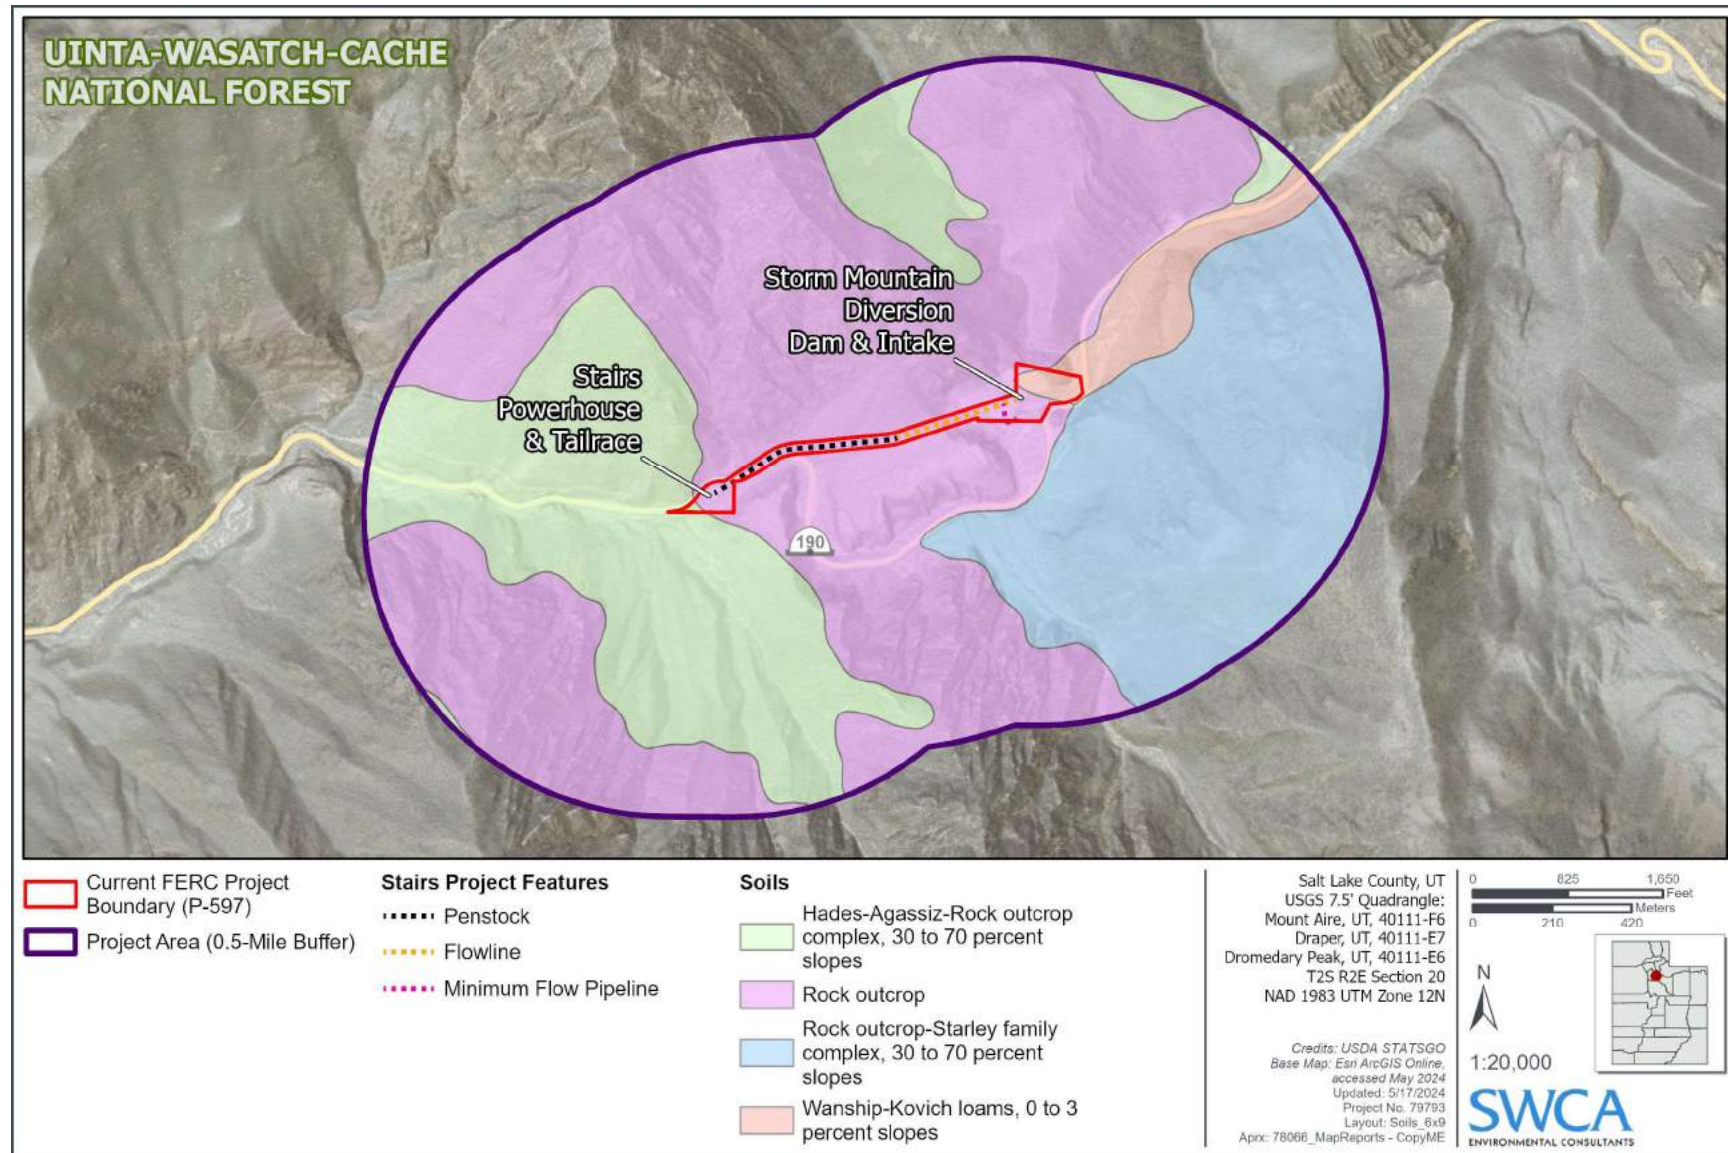 UINTA-WASATCH-CACHE
NATIONAL FOREST
Storm Mountain
Diversion
Dam & Intake
Stairs
Powerhouse
& Tailrace
190
Current FERC Project
Boundary (P-597)
Project Area (0.5-Mile Buffer)
Stairs Project Features
Penstock
Flowline
Minimum Flow Pipeline
Soils
Hades-Agassiz-Rock outcrop
complex, 30 to 70 percent
slopes
Rock outcrop
Rock outcrop-Starley family
complex, 30 to 70 percent
slopes
Wanship-Kovich loams, 0 to 3
percent slopes
Salt Lake County, UT
USGS 7.5' Quadrangle:
Mount Aire, UT, 40111-F6
Draper, UT, 40111-E7
Dromedary Peak, UT, 40111-E6
T2S R2E Section 20
NAD 1983 UTM Zone 12N
Credits: USDA STATSGO
Base Map: Esri ArcGIS Online,
accessed May 2024
Updated: 5/17/2024
Project No. 79793
Layout: Soils_6x9
Aprx: 78066_MapReports - CopyME
0 825 1,650
Feet
Meters
0 210 420
N
1:20,000
SWCA
ENVIRONMENTAL CONSULTANTS